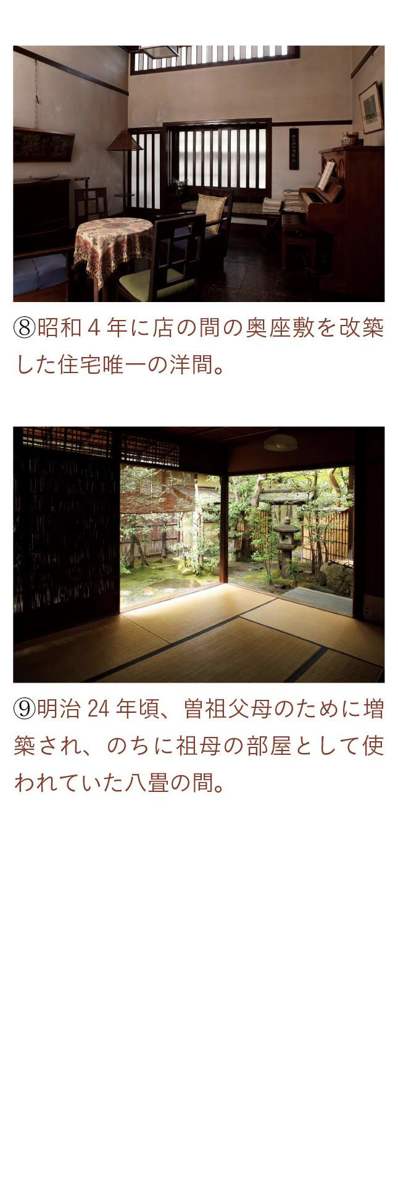 ⑧昭和4年に店の間の奥座敷を改築
した住宅唯一の洋間。
⑨明治24年頃、曽祖父母のために増
築され、のちに祖母の部屋として使
われていた八畳の間。